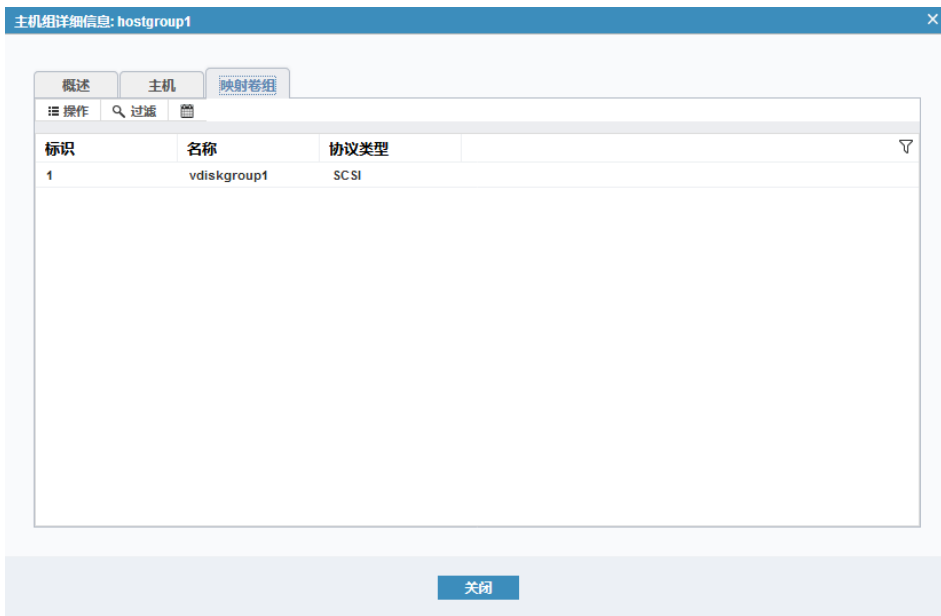 主机组详细信息: hostgroup1
概述 主机 映射卷组
操作 过滤
标识 名称 协议类型
1 vdiskgroup1 SCSI
关闭